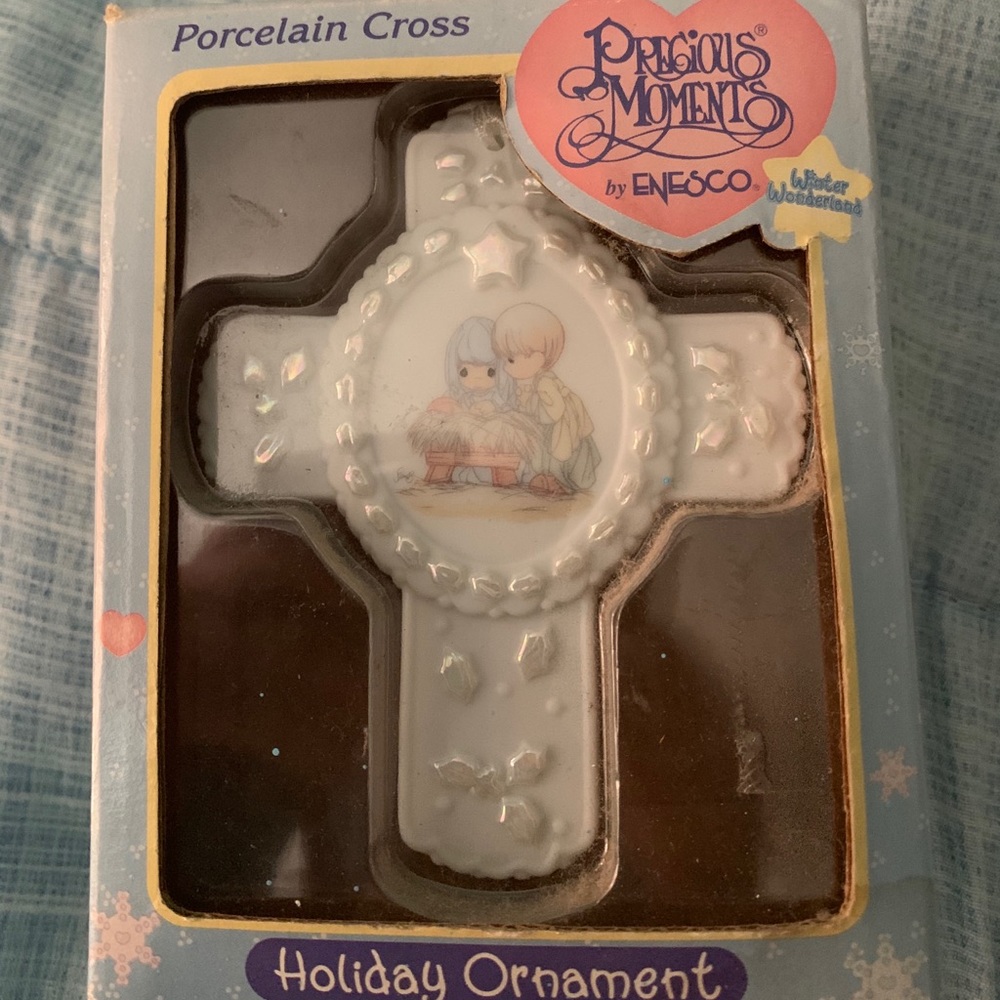 Porcelain Cross
PRECIOUS®
MOMENTS
by ENESCO®
Winter
Wonderland
Holiday Ornament